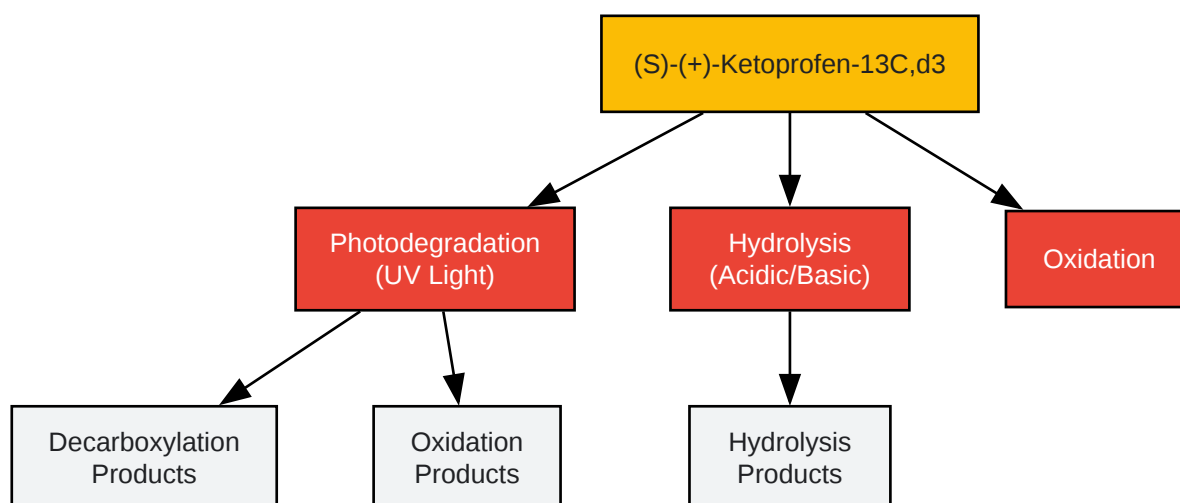 (S)-(+)-Ketoprofen-13C,d3
Photodegradation
(UV Light)
Hydrolysis
(Acidic/Basic)
Oxidation
Decarboxylation
Products
Oxidation
Products
Hydrolysis
Products